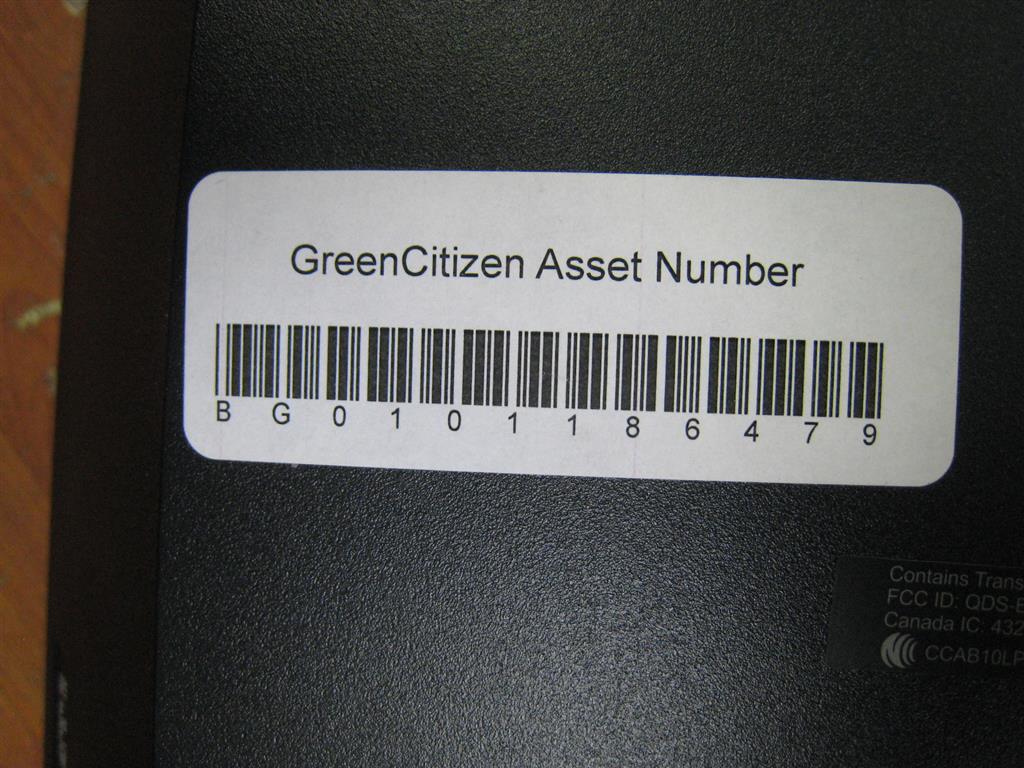 GreenCitizen Asset Number
B G 0 1 0 1 1 8 6 4 7 9
Contains Trans
FCC ID: QDS-
Canada IC: 432
CCAB10LP